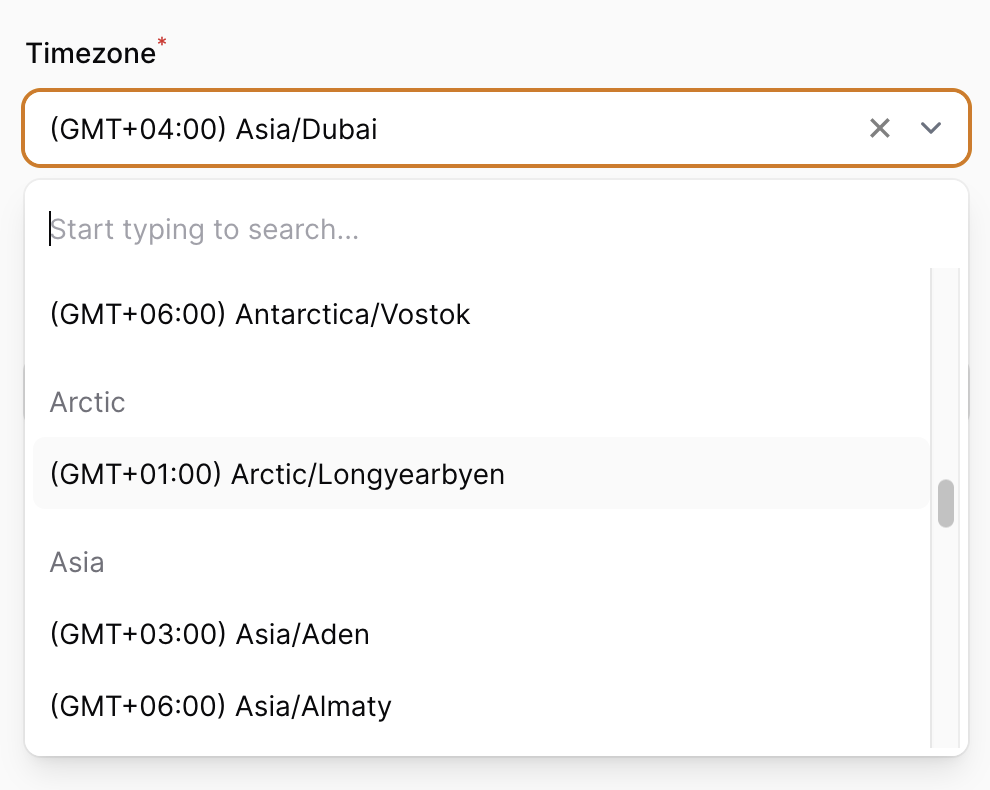 Timezone*
(GMT+04:00) Asia/Dubai
Start typing to search...
(GMT+06:00) Antarctica/Vostok
Arctic
(GMT+01:00) Arctic/Longyearbyen
Asia
(GMT+03:00) Asia/Aden
(GMT+06:00) Asia/Almaty